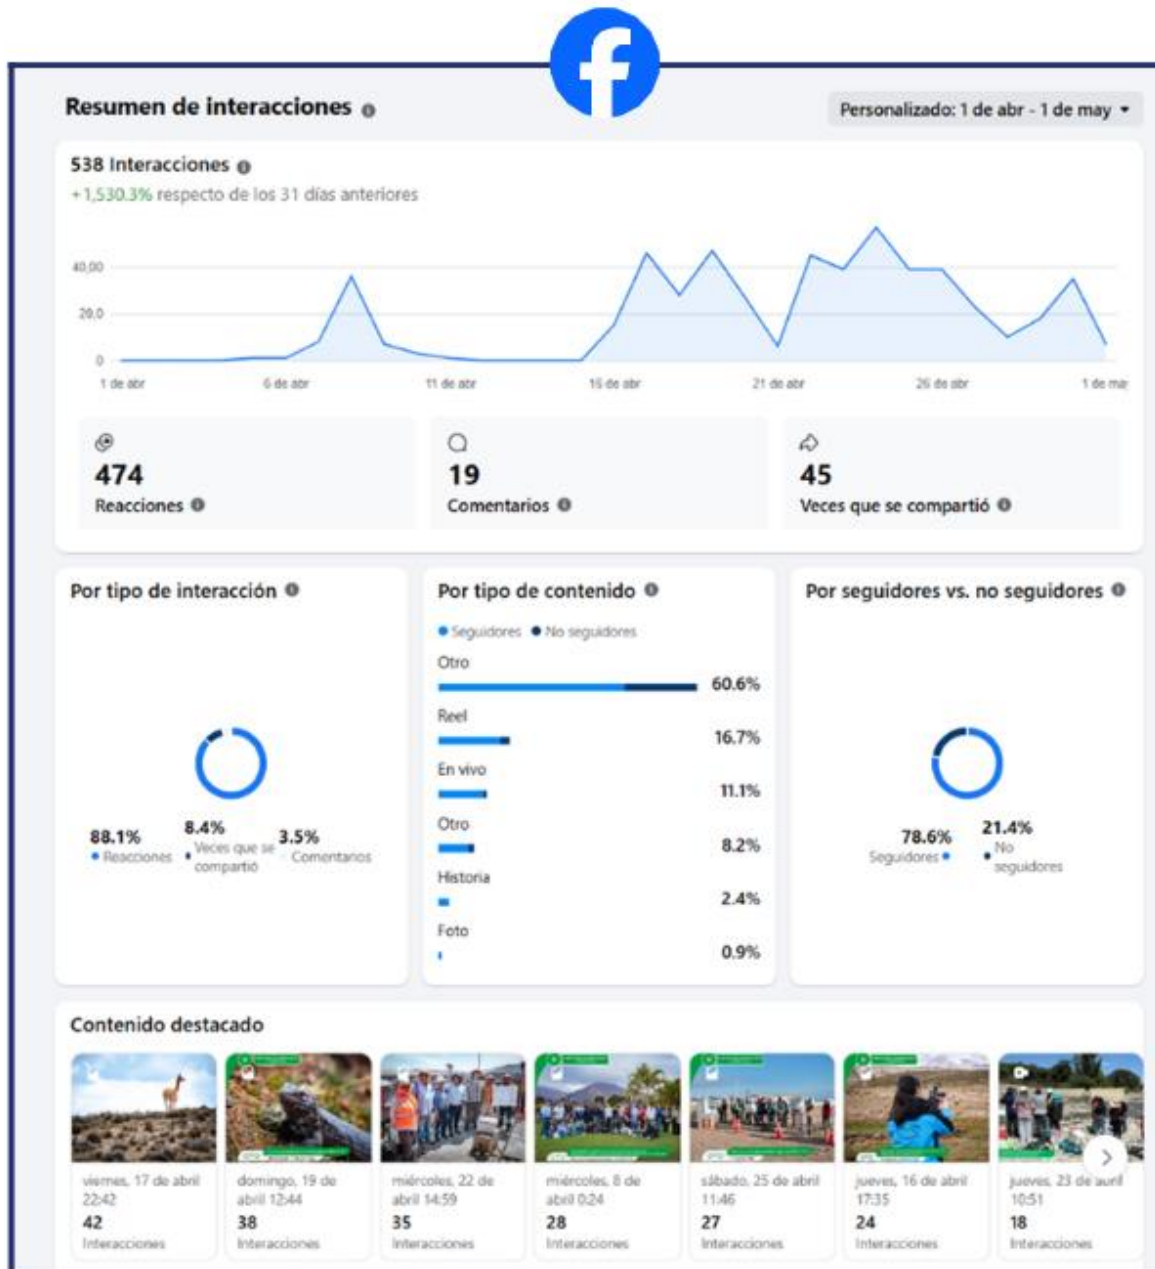 Resumen de interacciones
Personalizado: 1 de abr - 1 de may
538 Interacciones
+1,530.3% respecto de los 31 días anteriores
40,00
20.0
0
1 de abr
6 de abr
11 de abr
16 de abr
21 de abr
26 de abr
1 de may
474
Reacciones
19
Comentarios
45
Veces que se compartió
Por tipo de interacción
88.1%
Reacciones
8.4%
Veces que se
compartió
3.5%
Comentarios
Por tipo de contenido
Seguidores
No seguidores
Otro
60.6%
Reel
16.7%
En vivo
11.1%
Otro
8.2%
Historia
2.4%
Foto
0.9%
Por seguidores vs. no seguidores
78.6%
Seguidores
21.4%
No
seguidores
Contenido destacado
viernes, 17 de abril
22:42
42
Interacciones
domingo, 19 de
abril 12:44
38
Interacciones
miércoles, 22 de
abril 14:59
35
Interacciones
miércoles, 8 de
abril 0:24
28
Interacciones
sábado, 25 de abril
11:46
27
Interacciones
jueves, 16 de abril
17:35
24
Interacciones
jueves, 23 de abril
10:51
18
Interacciones